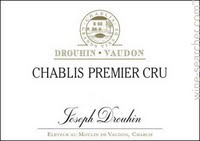 DROUHIN · VAUDON
CHABLIS PREMIER CRU
Joseph Drouhin
ELEVEUR AU MOULIN DE VAUDON, CHABLIS